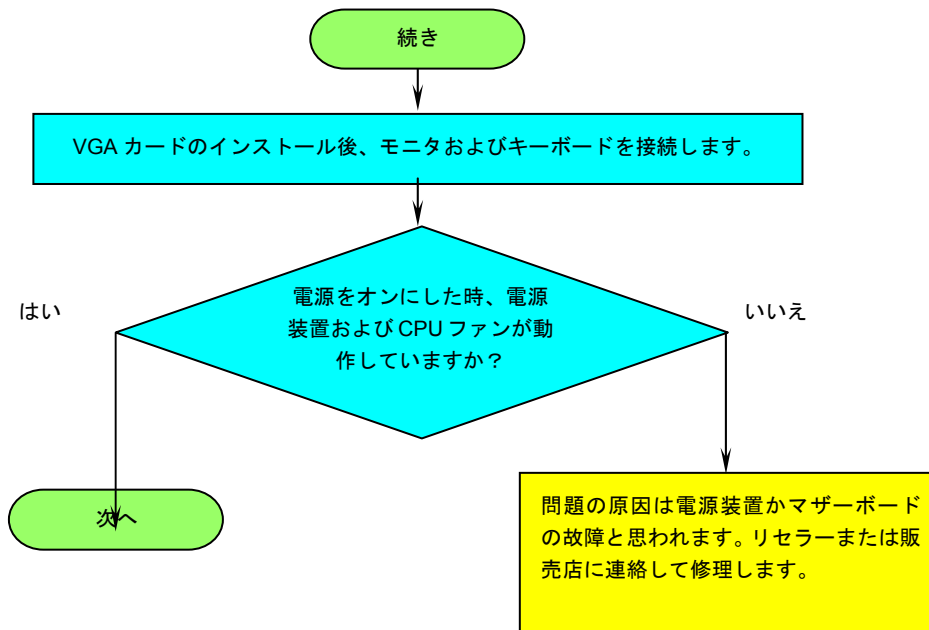 続き
VGA カードのインストール後、モニタおよびキーボードを接続します。
電源をオンにした時、電源
装置および CPU ファンが動
作していますか？
はい
いいえ
次へ
問題の原因は電源装置かマザーボード
の故障と思われます。リセラーまたは販
売店に連絡して修理します。